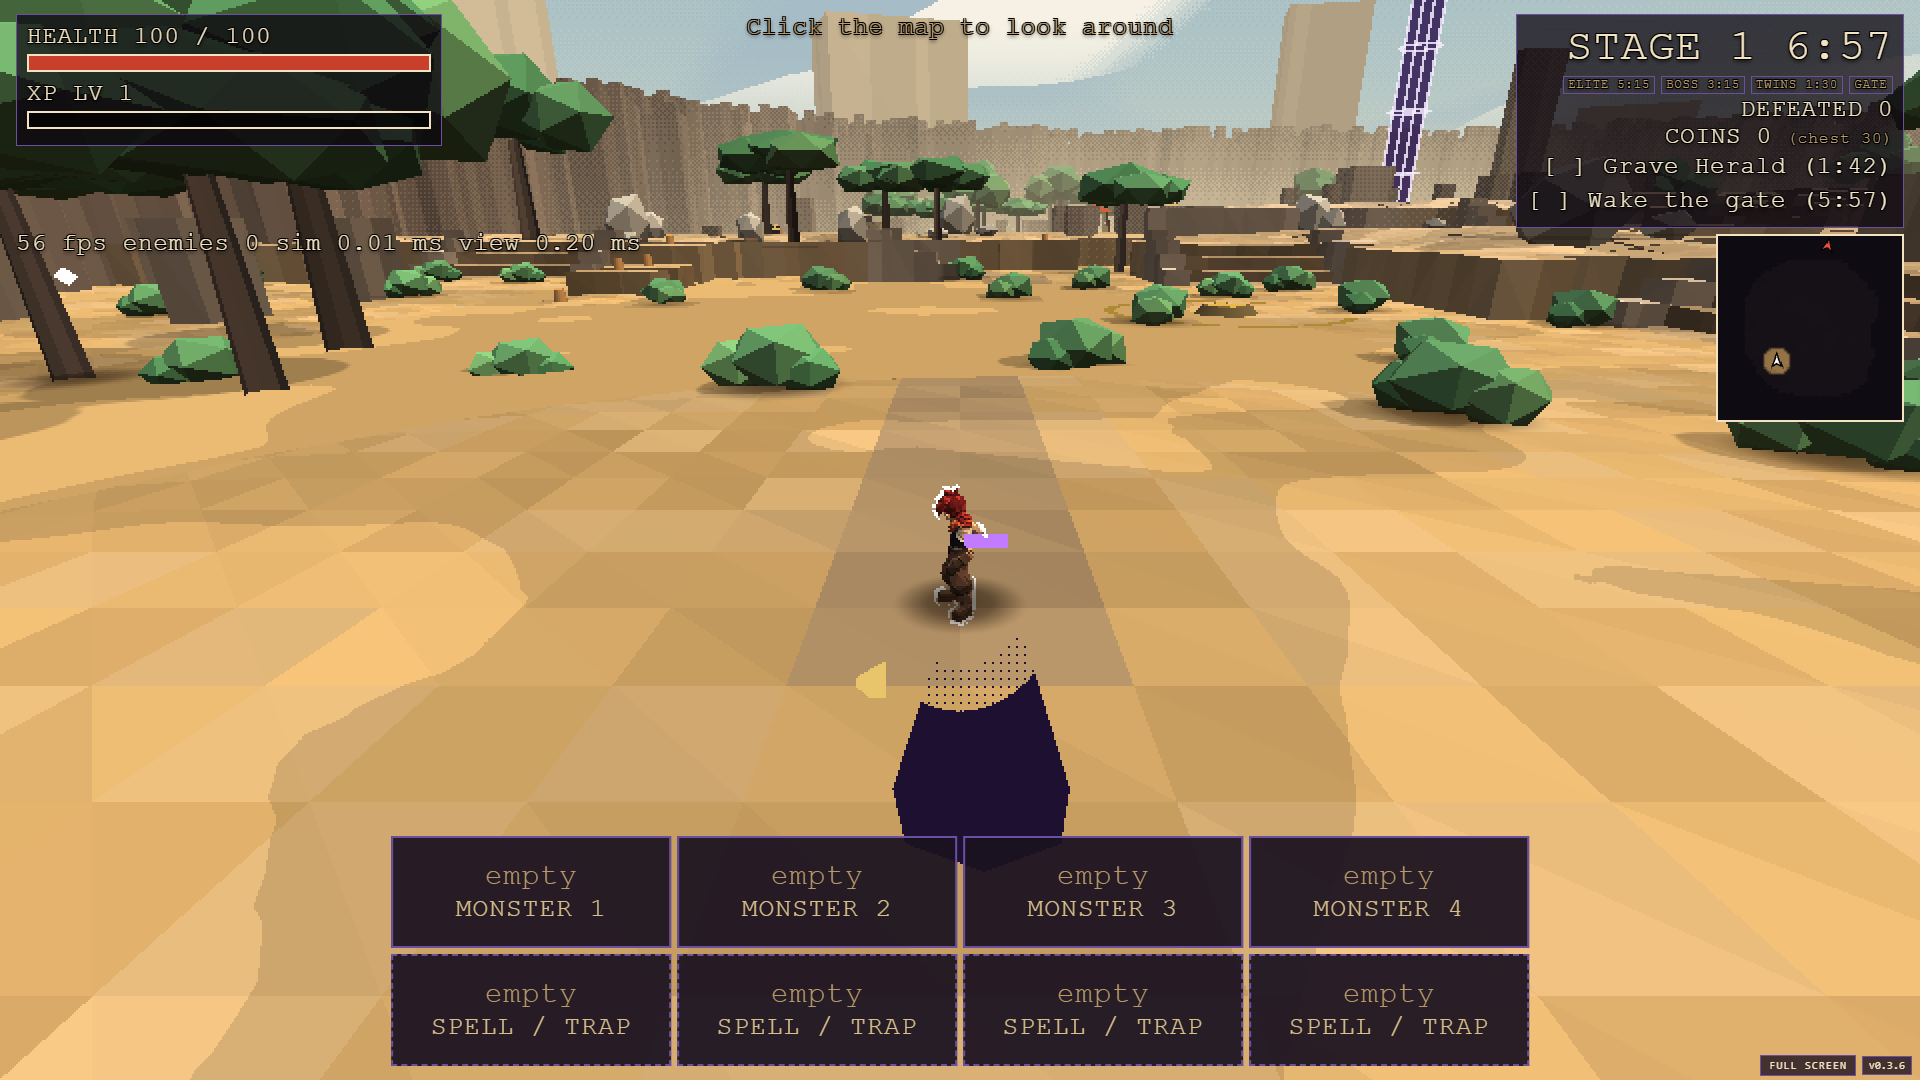 HEALTH 100 / 100
XP LV 1
Click the map to look around
STAGE 1 6:57
ELITE 5:15 BOSS 3:15 TWINS 1:30 GATE
DEFEATED 0
COINS 0 (chest 30)
[ ] Grave Herald (1:42)
[ ] Wake the gate (5:57)
56 fps enemies 0 sim 0.01 ms view 0.20 ms
empty empty empty empty
MONSTER 1 MONSTER 2 MONSTER 3 MONSTER 4
empty empty empty empty
SPELL / TRAP SPELL / TRAP SPELL / TRAP SPELL / TRAP
FULL SCREEN v0.3.6